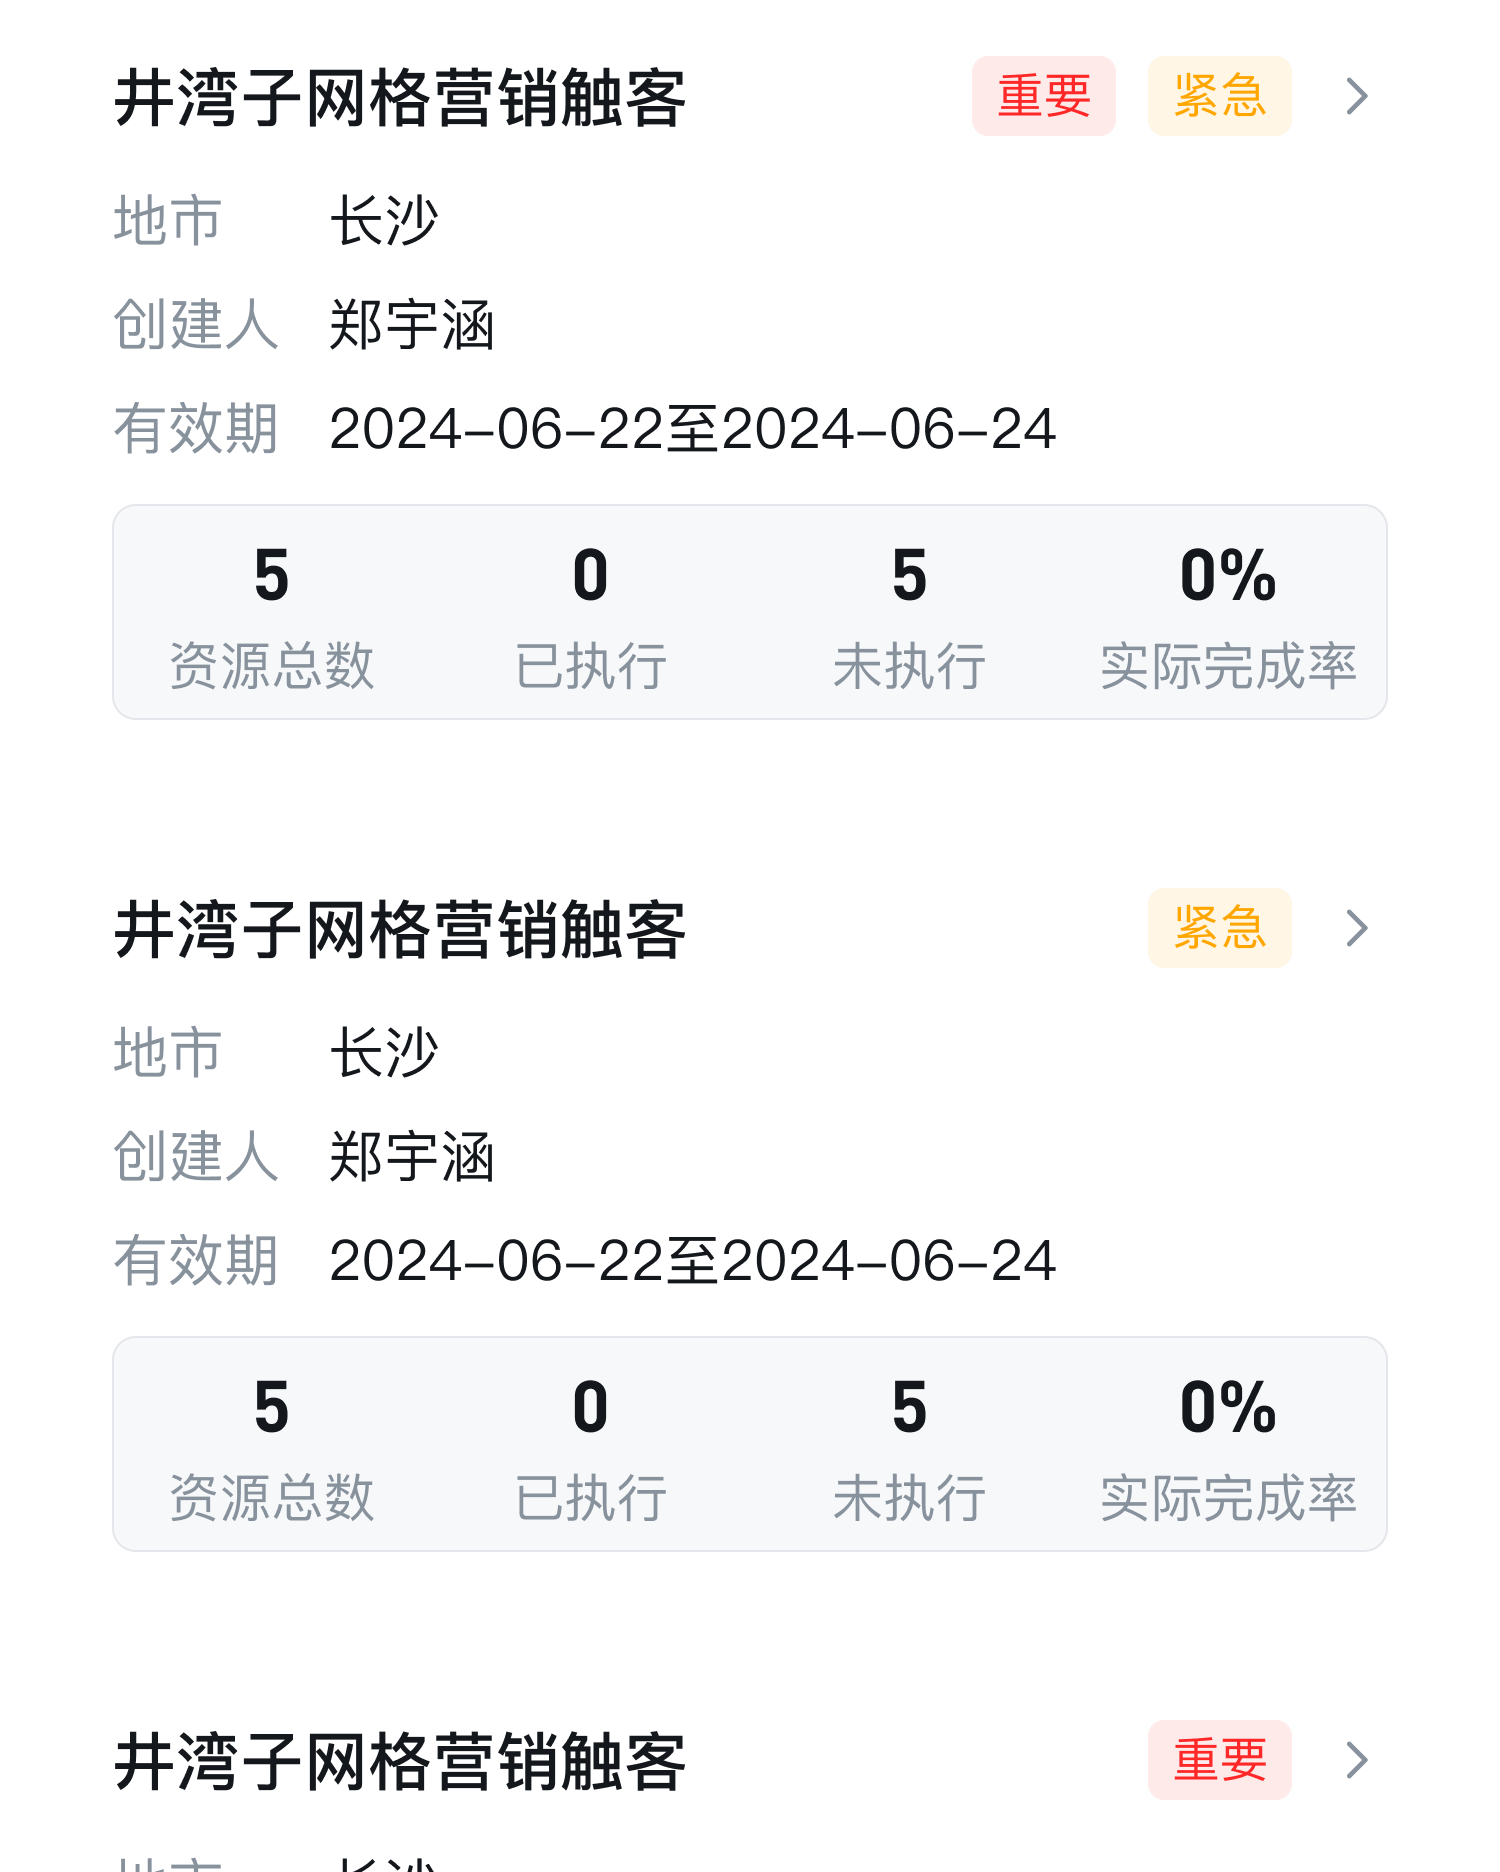 井湾子网格营销触客 重要 紧急
地市 长沙
创建人 郑宇涵
有效期 2024-06-22至2024-06-24
5 0 5 0%
资源总数 已执行 未执行 实际完成率
井湾子网格营销触客 紧急
地市 长沙
创建人 郑宇涵
有效期 2024-06-22至2024-06-24
5 0 5 0%
资源总数 已执行 未执行 实际完成率
井湾子网格营销触客 重要
地市 长沙